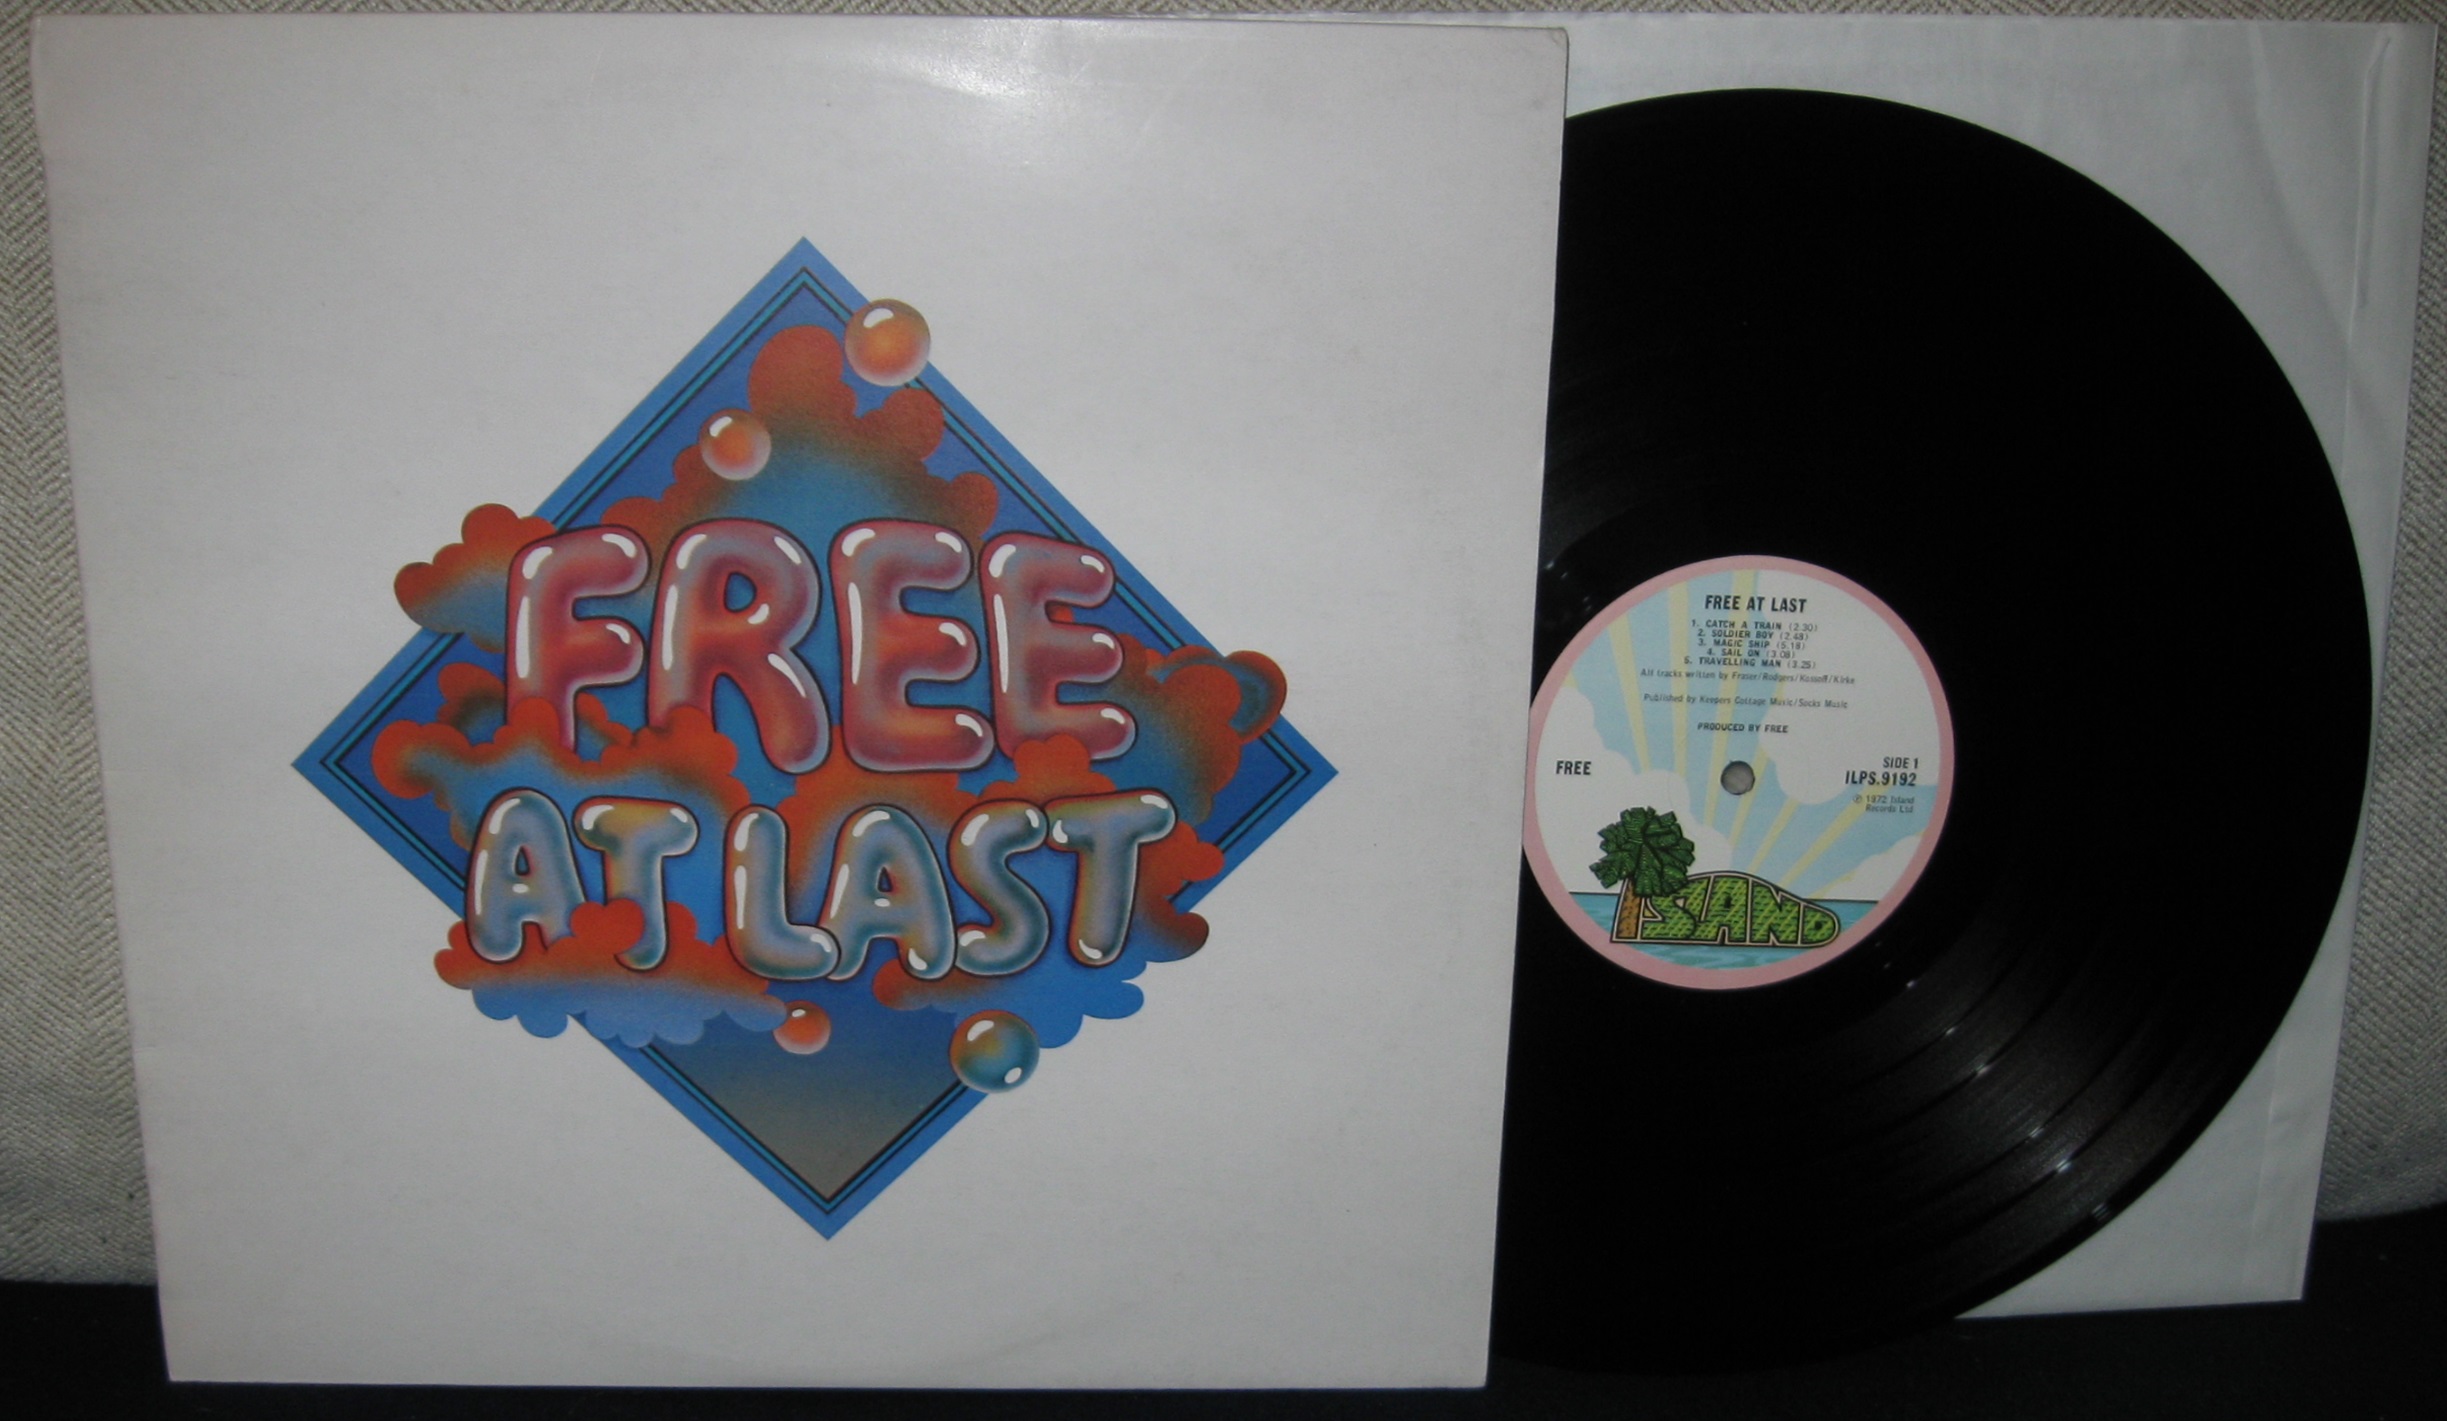 FREE
AT LAST
FREE AT LAST
1. CATCH A TRAIN (2.30)
2. SOLDIER BOY (2.48)
3. MAGIC SHIP (5.18)
4. SAIL ON (3.08)
5. TRAVELLING MAN (3.25)
All tracks written by Fraser/Rodgers/Kossoff/Kirke
Published by Keepers Cottage Music/Socks Music
PRODUCED BY FREE
FREE
SIDE 1
ILPS.9192
℗ 1972 Island
Records Ltd.
ISLAND